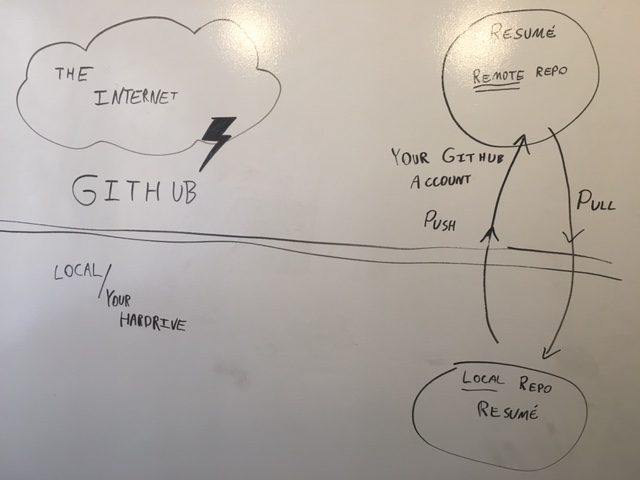 THE
INTERNET
GITHUB
RESUMÉ
REMOTE REPO
YOUR GITHUB
ACCOUNT
PUSH
PULL
LOCAL/
YOUR
HARDRIVE
LOCAL REPO
RESUMÉ